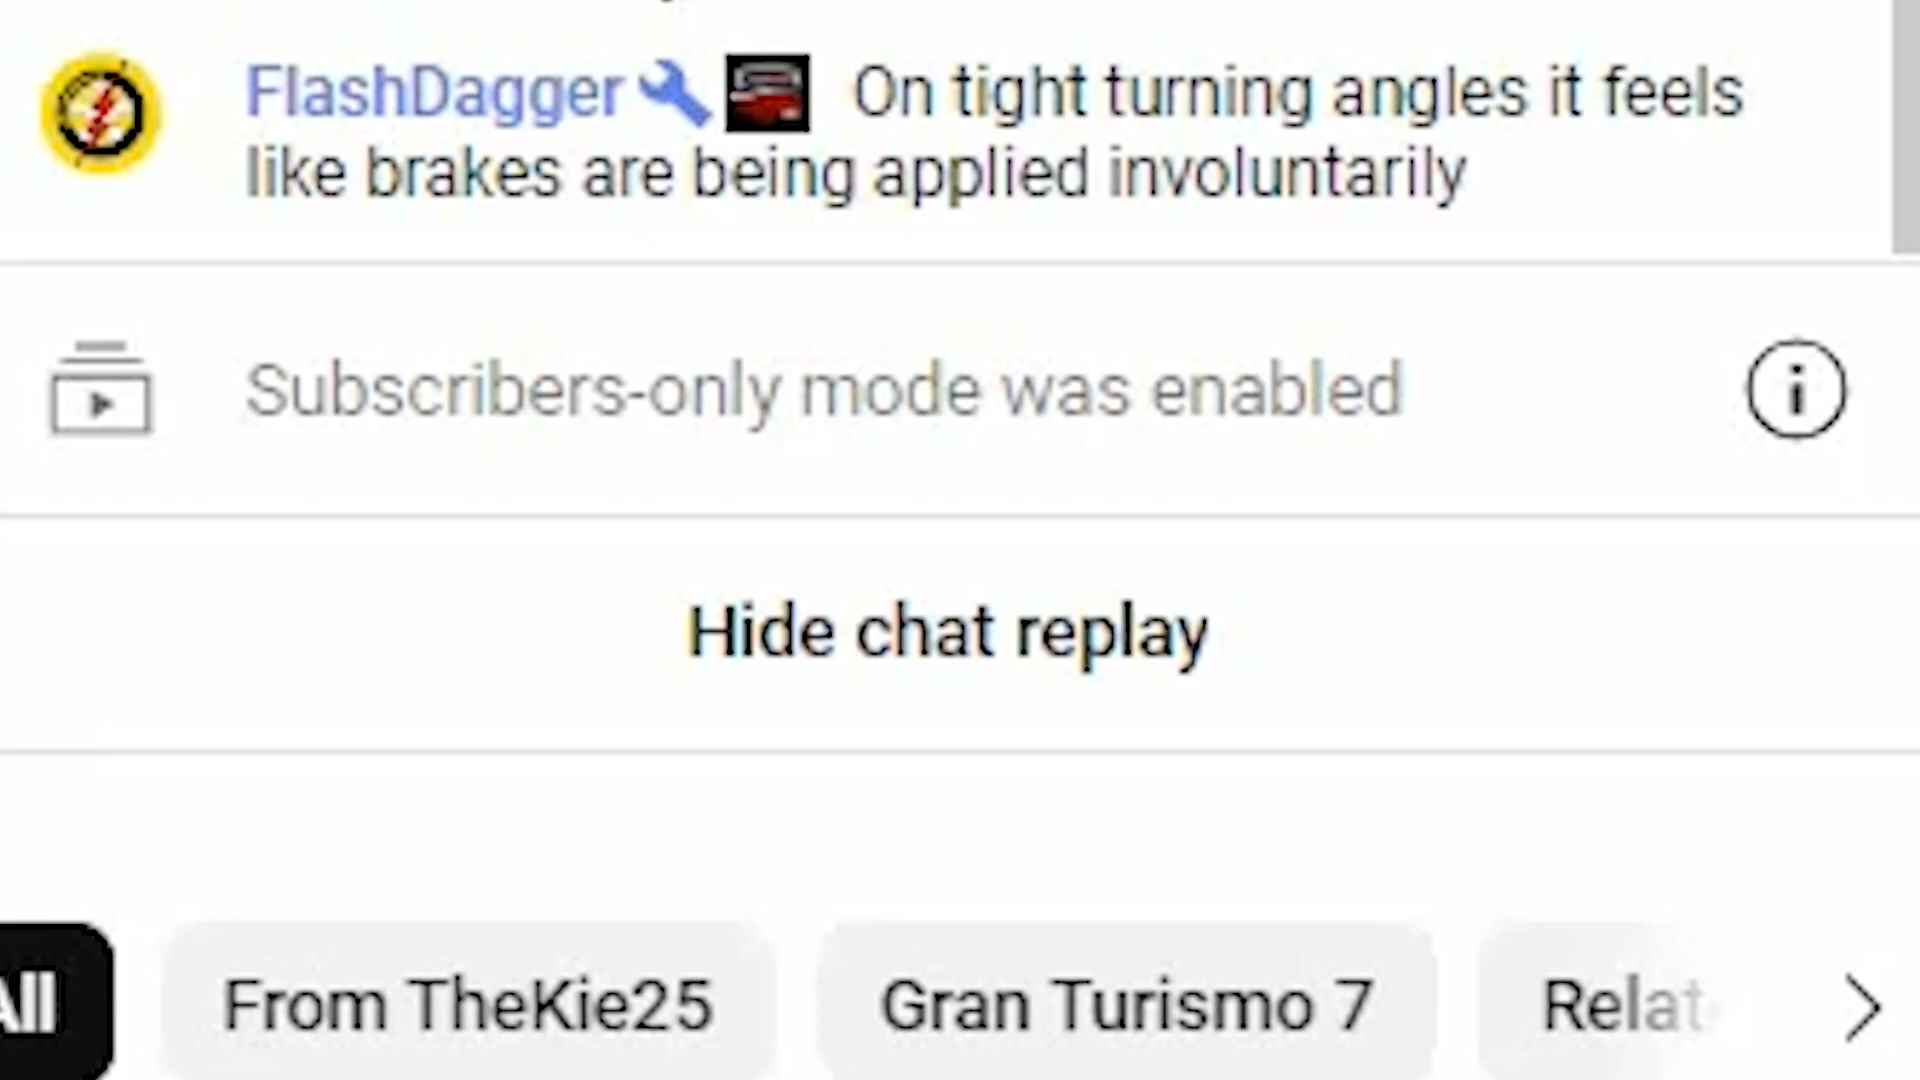 FlashDagger On tight turning angles it feels
like brakes are being applied involuntarily
Subscribers-only mode was enabled
Hide chat replay
All
From TheKie25
Gran Turismo 7
Relat